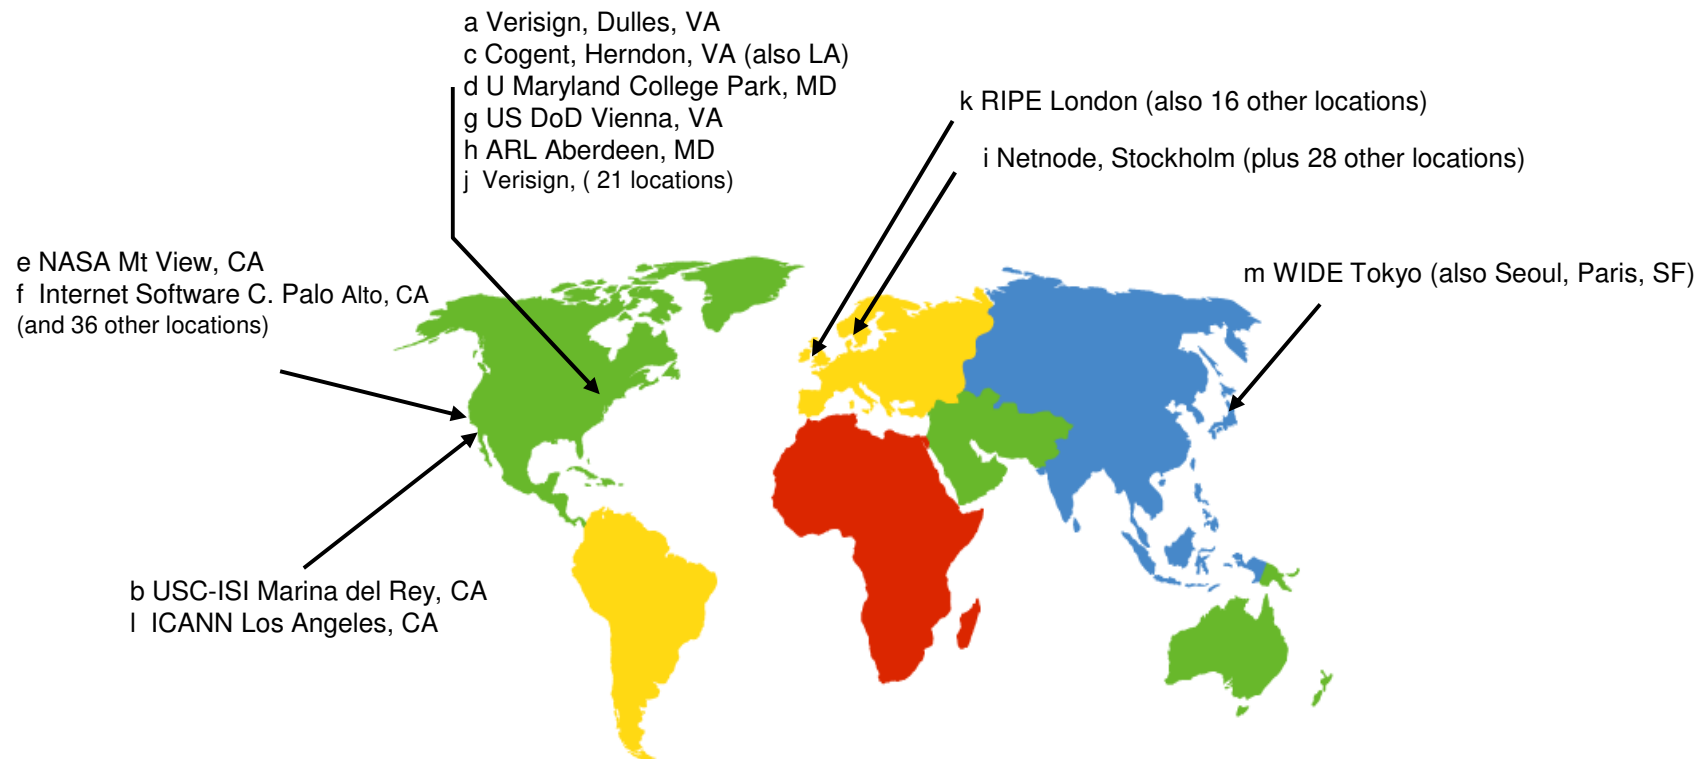 a Verisign, Dulles, VA
c Cogent, Herndon, VA (also LA)
d U Maryland College Park, MD
g US DoD Vienna, VA
h ARL Aberdeen, MD
j Verisign, ( 21 locations)
k RIPE London (also 16 other locations)
i Netnode, Stockholm (plus 28 other locations)
e NASA Mt View, CA
f Internet Software C. Palo Alto, CA
(and 36 other locations)
m WIDE Tokyo (also Seoul, Paris, SF)
b USC-ISI Marina del Rey, CA
l ICANN Los Angeles, CA